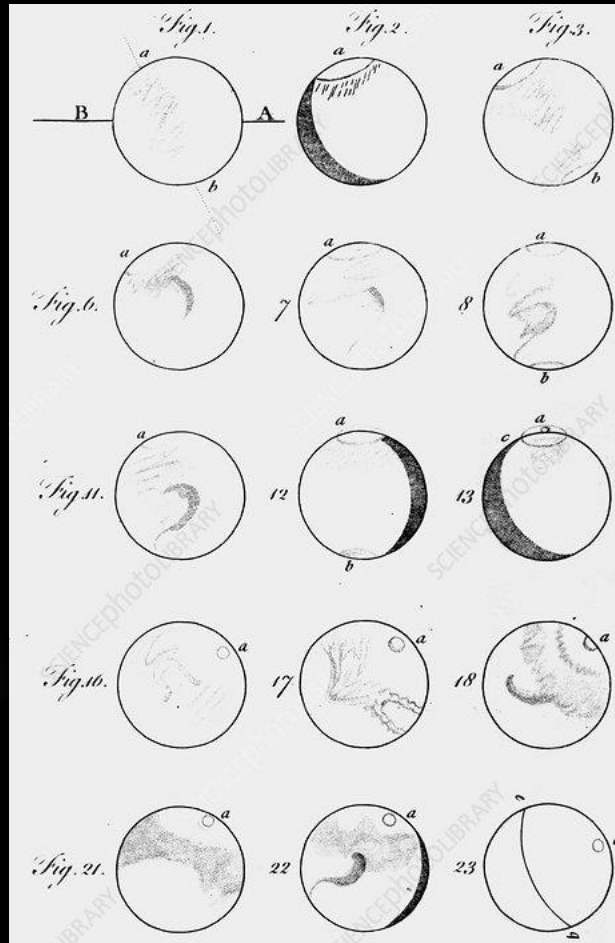 Fig.1. Fig.2. Fig.3.
a a a
B A
b b
a a a
Fig.6. 7 8
b
a a a
Fig.11. 12 c 13
b
a a a
Fig.16. 17 18
a a c
Fig.21. 22 23
b
SCIENCEphotoLIBRARY